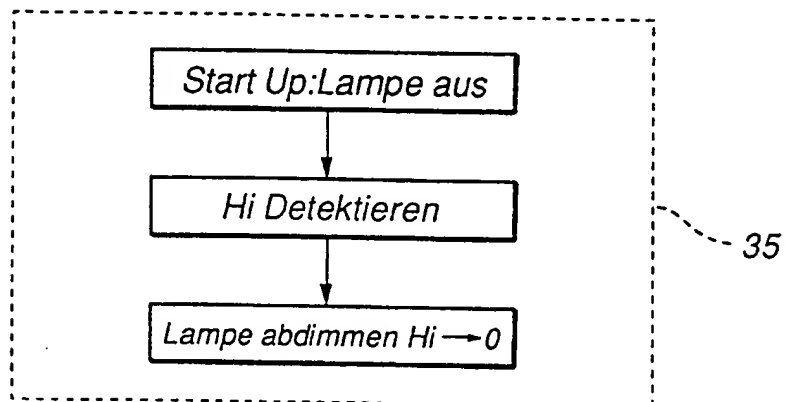 Start Up:Lampe aus
Hi Detektieren
35
Lampe abdimmen Hi → 0